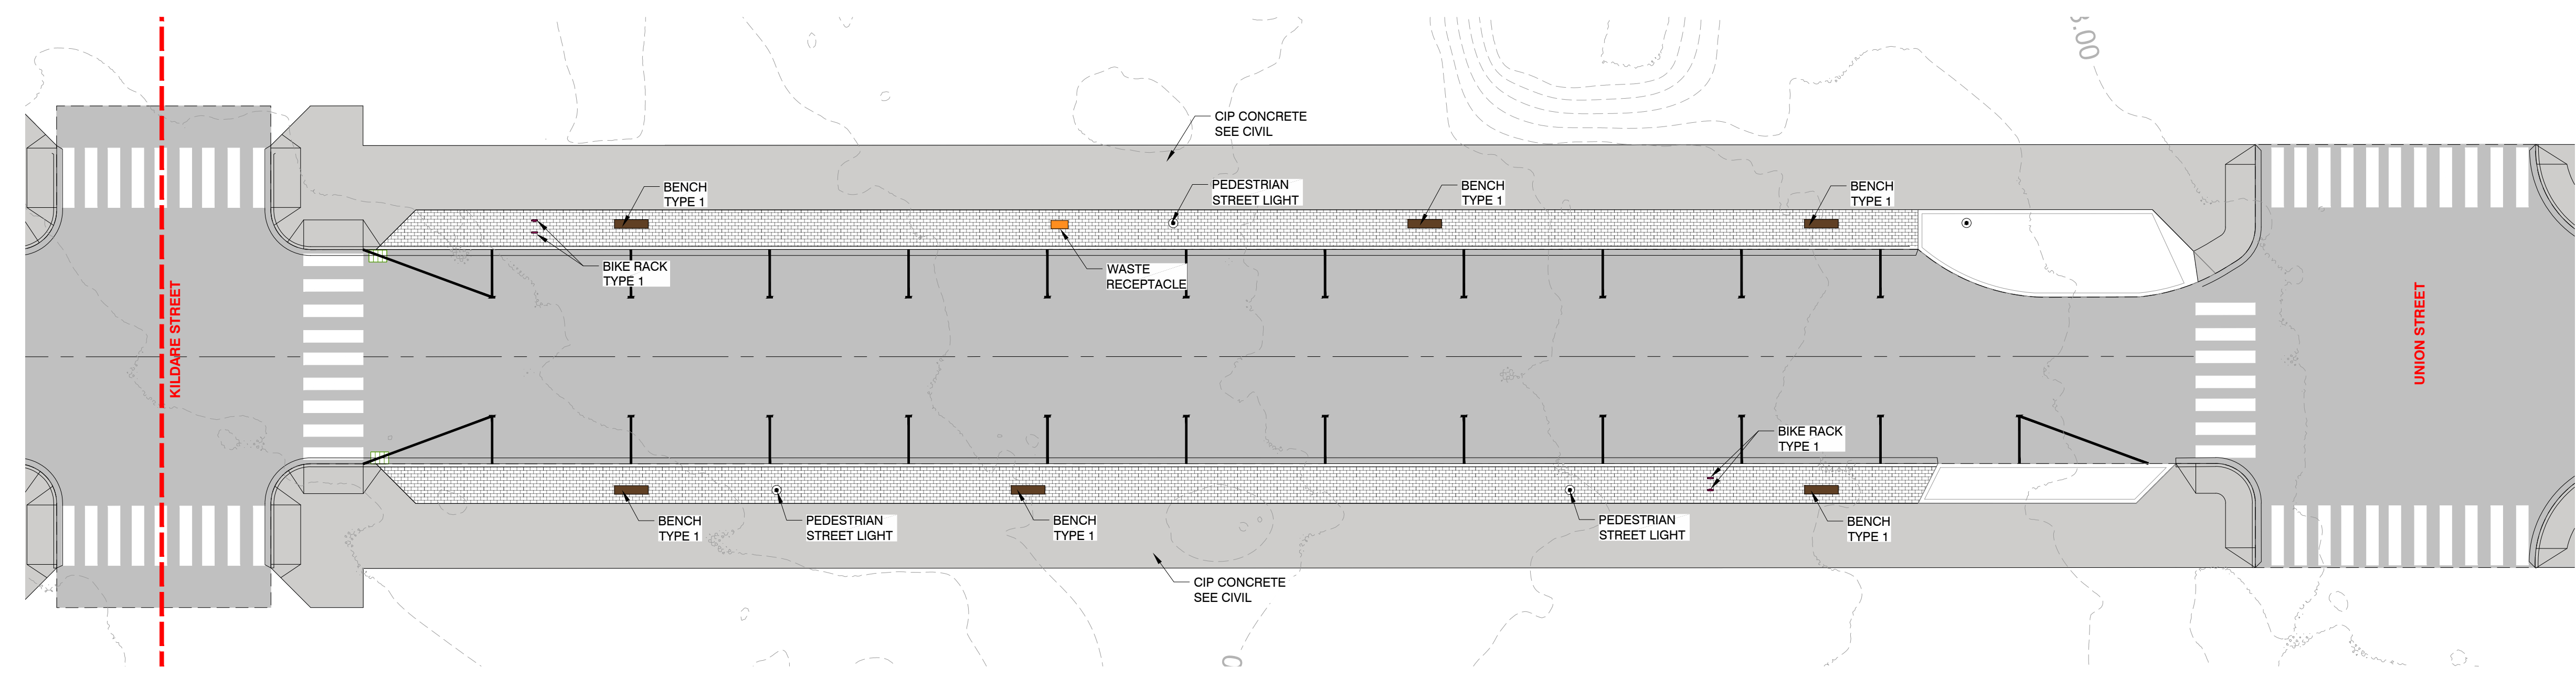 3.00
CIP CONCRETE
SEE CIVIL
BENCH
TYPE 1
PEDESTRIAN
STREET LIGHT
BENCH
TYPE 1
BENCH
TYPE 1
BIKE RACK
TYPE 1
WASTE
RECEPTACLE
KILDARE STREET
UNION STREET
BIKE RACK
TYPE 1
BENCH
TYPE 1
PEDESTRIAN
STREET LIGHT
BENCH
TYPE 1
PEDESTRIAN
STREET LIGHT
BENCH
TYPE 1
CIP CONCRETE
SEE CIVIL